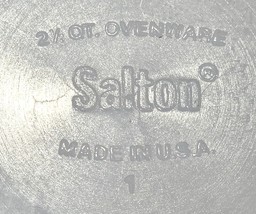 2½ QT. OVENWARE
Salton®
MADE IN U.S.A.
1